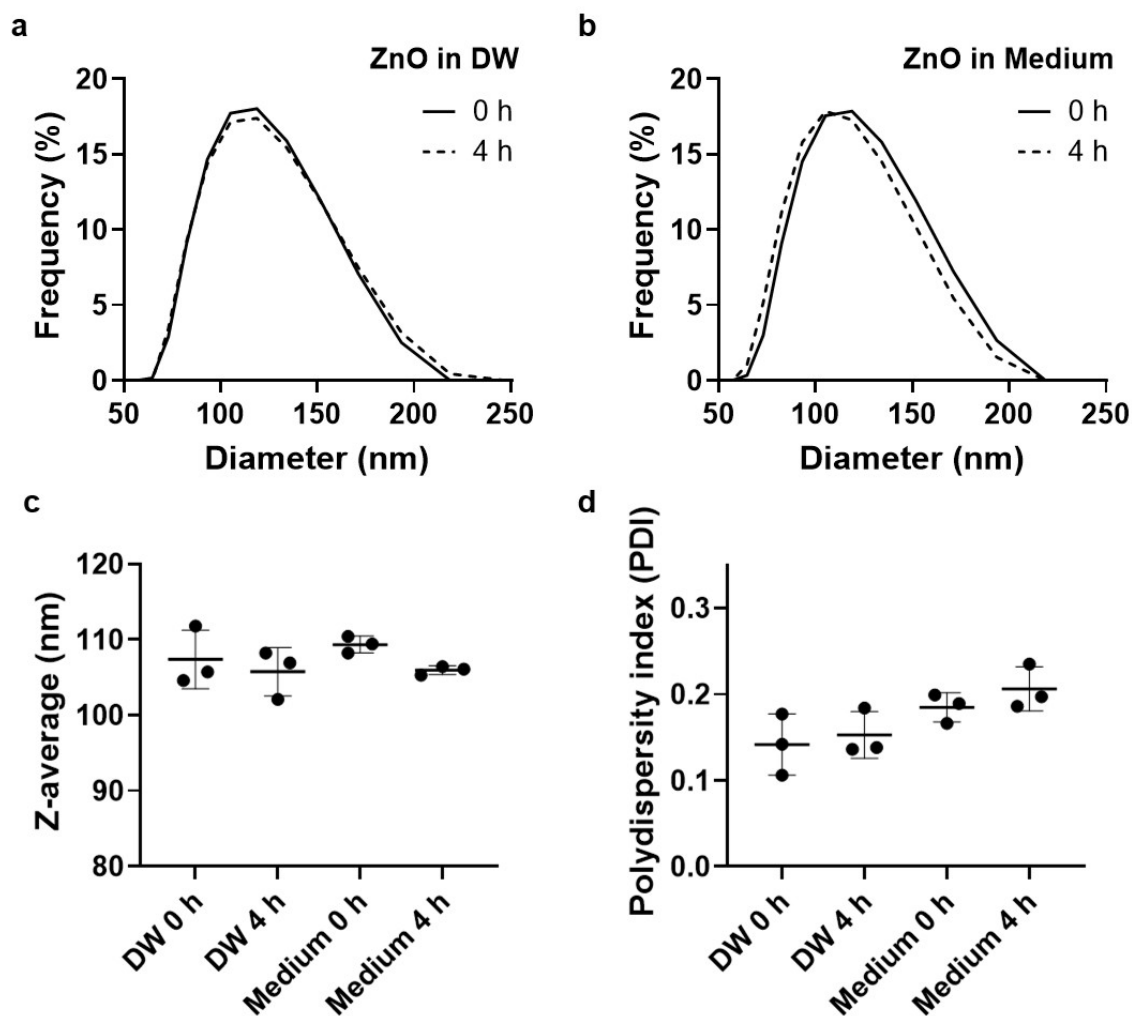 a
ZnO in DW
0 h
4 h
Frequency (%)
20
15
10
5
0
50
100
150
200
250
Diameter (nm)
b
ZnO in Medium
0 h
4 h
Frequency (%)
20
15
10
5
0
50
100
150
200
250
Diameter (nm)
c
Z-average (nm)
120
110
100
90
80
DW 0 h
DW 4 h
Medium 0 h
Medium 4 h
d
Polydispersity index (PDI)
0.3
0.2
0.1
0.0
DW 0 h
DW 4 h
Medium 0 h
Medium 4 h